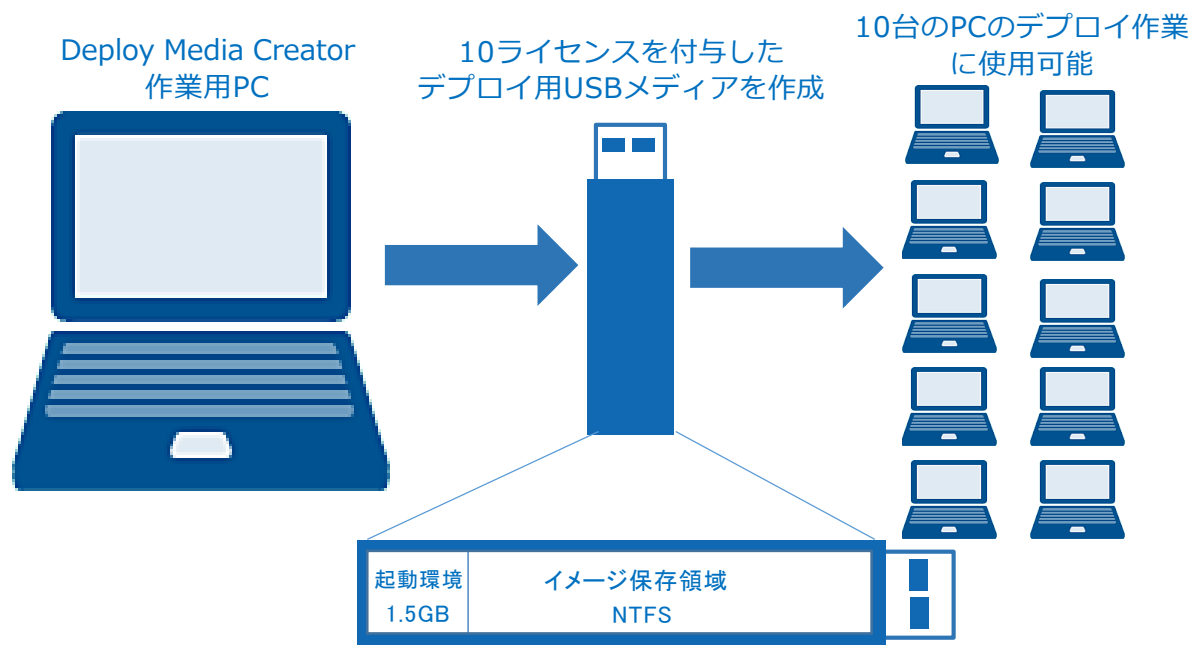 Deploy Media Creator
作業用PC
10ライセンスを付与した
デプロイ用USBメディアを作成
10台のPCのデプロイ作業
に使用可能
起動環境
1.5GB
イメージ保存領域
NTFS